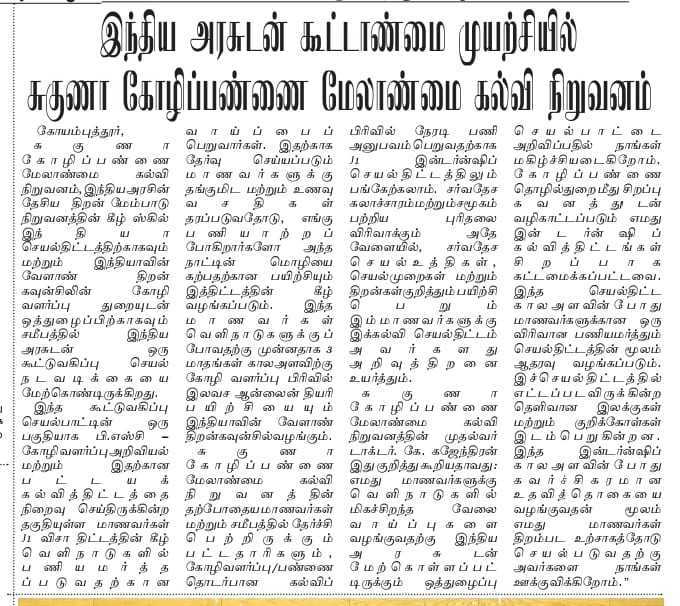 இந்திய அரசுடன் கூட்டாண்மை முயற்சியில்
சுகுணா கோழிப்பண்ணை மேலாண்மை கல்வி நிறுவனம்
கோயம்புத்தூர்,
சுகுணா
கோழிப்பண்ணை
மேலாண்மை கல்வி
நிறுவனம்,இந்தியஅரசின்
தேசிய திறன் மேம்பாடு
நிறுவனத்தின் கீழ் ஸ்கில்
இந்தியா
செயல்திட்டத்திற்காகவும்
மற்றும் இந்தியாவின்
வேளாண் திறன்
கவுன்சிலின் கோழி
வளர்ப்பு துறையுடன்
ஒத்துழைப்பிற்காகவும்
சமீபத்தில் இந்திய
அரசுடன் ஒரு
கூட்டுவகிப்பு செயல்
நடவடிக்கையை
மேற்கொண்டிருக்கிறது.
இந்த கூட்டுவகிப்பு
செயல்பாட்டின் ஒரு
பகுதியாக பி.எஸ்சி –
கோழிவளர்ப்புஅறிவியல்
மற்றும் இதற்கான
பட்டயக்
கல்வித்திட்டத்தை
நிறைவு செய்திருக்கின்ற
தகுதியுள்ள மாணவர்கள்
J1 விசா திட்டத்தின் கீழ்
வெளிநாடுகளில்
பணியமர்த்த
ப்படுவதற்கான
வாய்ப்பைப்
பெறுவார்கள். இதற்காக
தேர்வு செய்யப்படும்
மாணவர்களுக்கு
தங்குமிட மற்றும் உணவு
வசதிகள்
தரப்படுவதோடு, எங்கு
பணியாற்றப்
போகிறார்களோ அந்த
நாட்டின் மொழியை
கற்பதற்கான பயிற்சியும்
இத்திட்டத்தின் கீழ்
வழங்கப்படும். இந்த
மாணவர்கள்
வெளிநாடுகளுக்குப்
போவதற்கு முன்னதாக 3
மாதங்கள் காலஅளவிற்கு
கோழி வளர்ப்பு பிரிவில்
இலவச ஆன்லைன் தியரி
பயிற்சியையும்
இந்தியாவின் வேளாண்
திறன்கவுன்சில்வழங்கும்.
சுகுணா
கோழிப்பண்ணை
மேலாண்மை கல்வி
நிறுவனத்தின்
தற்போதையமாணவர்கள்
மற்றும் சமீபத்தில் தேர்ச்சி
பெற்றிருக்கும்
பட்டதாரிகளும்,
கோழிவளர்ப்பு/பண்ணை
தொடர்பான கல்விப்
பிரிவில் நேரடி பணி
அனுபவம்பெறுவதற்காக
J1 இன்டர்ன்ஷிப்
செயல்திட்டத்திலும்
பங்கேற்கலாம். சர்வதேச
கலாச்சாரம்மற்றும்சமூகம்
பற்றிய புரிதலை
விரிவாக்கும் அதே
வேளையில், சர்வதேச
செயல்உத்திகள்,
செயல்முறைகள் மற்றும்
திறன்கள்குறித்தும்பயிற்சி
பெறும்
இம்மாணவர்களுக்கு
இக்கல்வி செயல்திட்டம்
அவர்களது
அறிவுத்திறனை
உயர்த்தும்.
சுகுணா
கோழிப்பண்ணை
மேலாண்மை கல்வி
நிறுவனத்தின் முதல்வர்
டாக்டர். கே. கஜேந்திரன்
இதுகுறித்துகூறியதாவது:
எமது மாணவர்களுக்கு
வெளிநாடுகளில்
மிகச்சிறந்த வேலை
வாய்ப்புகளை
வழங்குவதற்கு இந்திய
அரசுடன்
மேற்கொள்ளப்பட்
டிருக்கும் ஒத்துழைப்பு
செயல்பாட்டை
அறிவிப்பதில் நாங்கள்
மகிழ்ச்சியடைகிறோம்.
கோழிப்பண்ணை
தொழில்துறைமீது சிறப்பு
கவனத்துடன்
வழிகாட்டப்படும் எமது
இன்டர்ன்ஷிப்
கல்வித்திட்டங்கள்
சிறப்பாக
கட்டமைக்கப்பட்டவை.
இந்த செயல்திட்ட
காலஅளவின்போது
மாணவர்களுக்கான ஒரு
விரிவான பணியமர்த்தும்
செயல்திட்டத்தின் மூலம்
ஆதரவு வழங்கப்படும்.
இச்செயல்திட்டத்தில்
எட்டப்படவிருக்கின்ற
தெளிவான இலக்குகள்
மற்றும் குறிக்கோள்கள்
இடம்பெறுகின்றன.
இந்த இன்டர்ன்ஷிப்
காலஅளவின்போது
கவர்ச்சிகரமான
உதவித்தொகையை
வழங்குவதன் மூலம்
எமது மாணவர்கள்
திறம்பட உற்சாகத்தோடு
செயல்படுவதற்கு
அவர்களை நாங்கள்
ஊக்குவிக்கிறோம்."